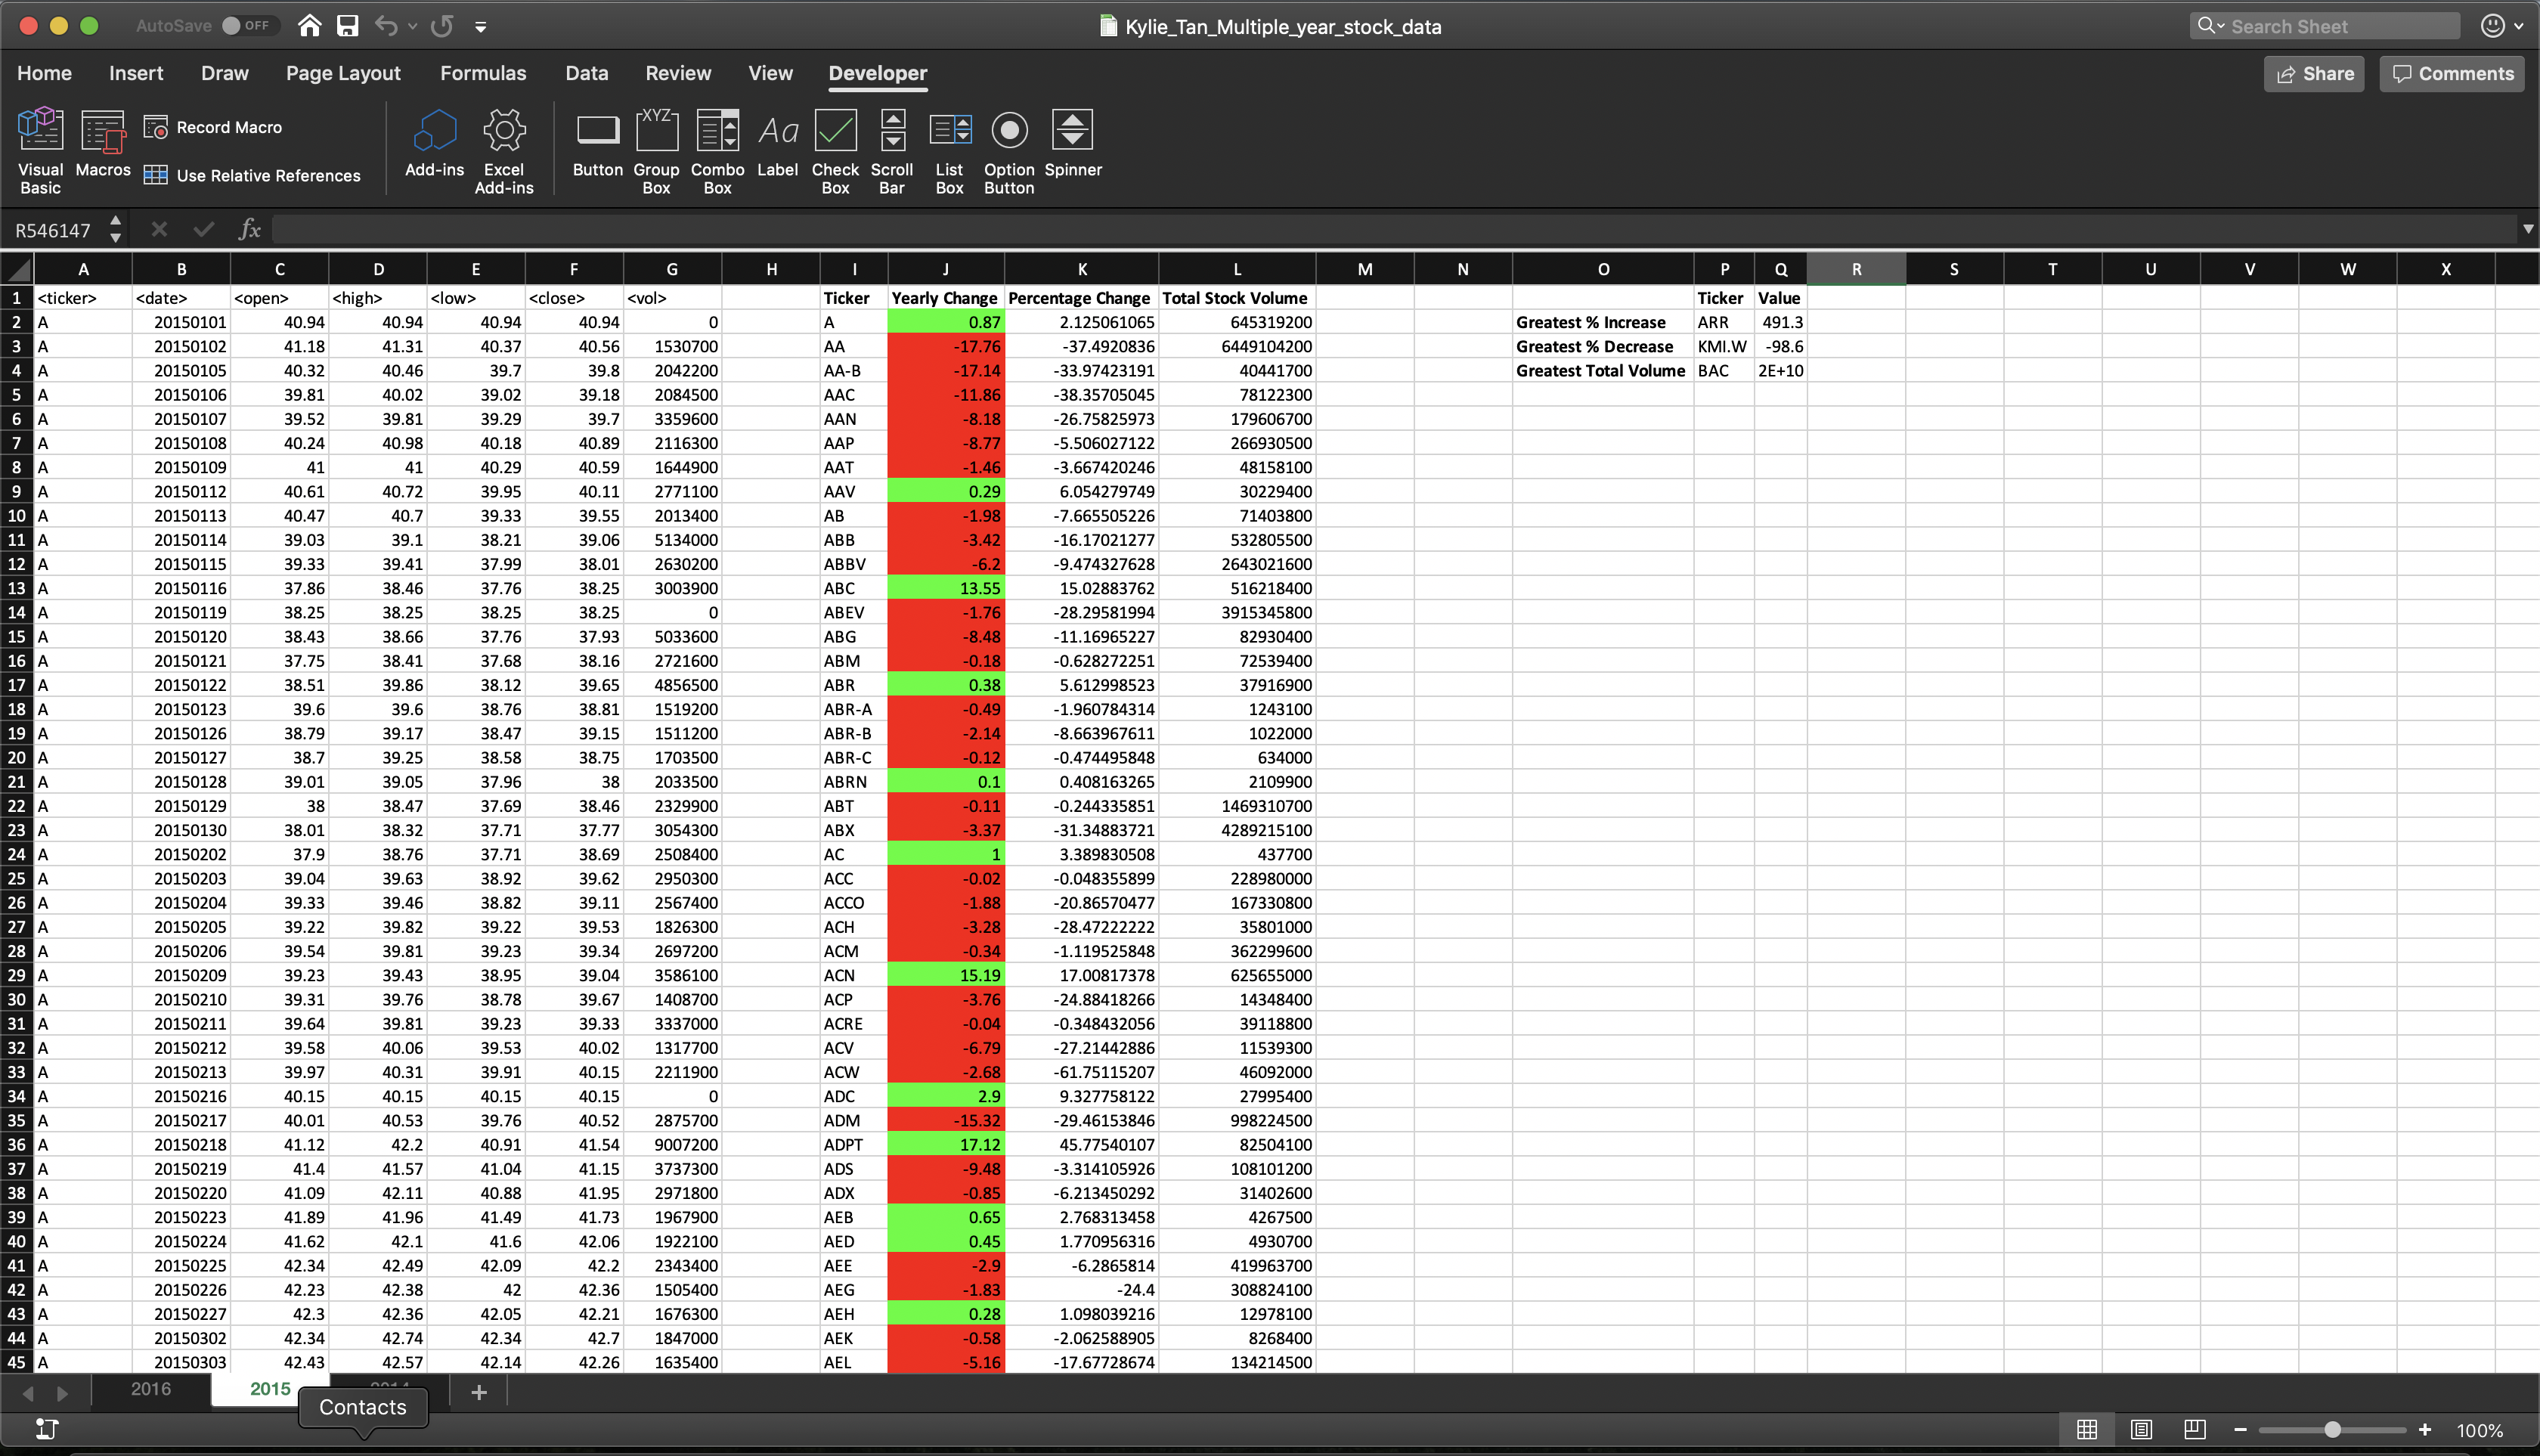 AutoSave OFF Kylie_Tan_Multiple_year_stock_data Search Sheet
Home Insert Draw Page Layout Formulas Data Review View Developer Share Comments
Visual Basic Macros Record Macro Use Relative References Add-ins Excel Add-ins Button XYZ Group Box Combo Box Aa Label Check Box Scroll Bar List Box Option Button Spinner
R546147 fx
A B C D E F G H I J K L M N O P Q R S T U V W X
1 <ticker> <date> <open> <high> <low> <close> <vol> Ticker Yearly Change Percentage Change Total Stock Volume Ticker Value
2 A 20150101 40.94 40.94 40.94 40.94 0 A 0.87 2.125061065 645319200 Greatest % Increase ARR 491.3
3 A 20150102 41.18 41.31 40.37 40.56 1530700 AA -17.76 -37.4920836 6449104200 Greatest % Decrease KMI.W -98.6
4 A 20150105 40.32 40.46 39.7 39.8 2042200 AA-B -17.14 -33.97423191 40441700 Greatest Total Volume BAC 2E+10
5 A 20150106 39.81 40.02 39.02 39.18 2084500 AAC -11.86 -38.35705045 78122300
6 A 20150107 39.52 39.81 39.29 39.7 3359600 AAN -8.18 -26.75825973 179606700
7 A 20150108 40.24 40.98 40.18 40.89 2116300 AAP -8.77 -5.506027122 266930500
8 A 20150109 41 41 40.29 40.59 1644900 AAT -1.46 -3.667420246 48158100
9 A 20150112 40.61 40.72 39.95 40.11 2771100 AAV 0.29 6.054279749 30229400
10 A 20150113 40.47 40.7 39.33 39.55 2013400 AB -1.98 -7.665505226 71403800
11 A 20150114 39.03 39.1 38.21 39.06 5134000 ABB -3.42 -16.17021277 532805500
12 A 20150115 39.33 39.41 37.99 38.01 2630200 ABBV -6.2 -9.474327628 2643021600
13 A 20150116 37.86 38.46 37.76 38.25 3003900 ABC 13.55 15.02883762 516218400
14 A 20150119 38.25 38.25 38.25 38.25 0 ABEV -1.76 -28.29581994 3915345800
15 A 20150120 38.43 38.66 37.76 37.93 5033600 ABG -8.48 -11.16965227 82930400
16 A 20150121 37.75 38.41 37.68 38.16 2721600 ABM -0.18 -0.628272251 72539400
17 A 20150122 38.51 39.86 38.12 39.65 4856500 ABR 0.38 5.612998523 37916900
18 A 20150123 39.6 39.6 38.76 38.81 1519200 ABR-A -0.49 -1.960784314 1243100
19 A 20150126 38.79 39.17 38.47 39.15 1511200 ABR-B -2.14 -8.663967611 1022000
20 A 20150127 38.7 39.25 38.58 38.75 1703500 ABR-C -0.12 -0.474495848 634000
21 A 20150128 39.01 39.05 37.96 38 2033500 ABRN 0.1 0.408163265 2109900
22 A 20150129 38 38.47 37.69 38.46 2329900 ABT -0.11 -0.244335851 1469310700
23 A 20150130 38.01 38.32 37.71 37.77 3054300 ABX -3.37 -31.34883721 4289215100
24 A 20150202 37.9 38.76 37.71 38.69 2508400 AC 1 3.389830508 437700
25 A 20150203 39.04 39.63 38.92 39.62 2950300 ACC -0.02 -0.048355899 228980000
26 A 20150204 39.33 39.46 38.82 39.11 2567400 ACCO -1.88 -20.86570477 167330800
27 A 20150205 39.22 39.82 39.22 39.53 1826300 ACH -3.28 -28.47222222 35801000
28 A 20150206 39.54 39.81 39.23 39.34 2697200 ACM -0.34 -1.119525848 362299600
29 A 20150209 39.23 39.43 38.95 39.04 3586100 ACN 15.19 17.00817378 625655000
30 A 20150210 39.31 39.76 38.78 39.67 1408700 ACP -3.76 -24.88418266 14348400
31 A 20150211 39.64 39.81 39.23 39.33 3337000 ACRE -0.04 -0.348432056 39118800
32 A 20150212 39.58 40.06 39.53 40.02 1317700 ACV -6.79 -27.21442886 11539300
33 A 20150213 39.97 40.31 39.91 40.15 2211900 ACW -2.68 -61.75115207 46092000
34 A 20150216 40.15 40.15 40.15 40.15 0 ADC 2.9 9.327758122 27995400
35 A 20150217 40.01 40.53 39.76 40.52 2875700 ADM -15.32 -29.46153846 998224500
36 A 20150218 41.12 42.2 40.91 41.54 9007200 ADPT 17.12 45.77540107 82504100
37 A 20150219 41.4 41.57 41.04 41.15 3737300 ADS -9.48 -3.314105926 108101200
38 A 20150220 41.09 42.11 40.88 41.95 2971800 ADX -0.85 -6.213450292 31402600
39 A 20150223 41.89 41.96 41.49 41.73 1967900 AEB 0.65 2.768313458 4267500
40 A 20150224 41.62 42.1 41.6 42.06 1922100 AED 0.45 1.770956316 4930700
41 A 20150225 42.34 42.49 42.09 42.2 2343400 AEE -2.9 -6.2865814 419963700
42 A 20150226 42.23 42.38 42 42.36 1505400 AEG -1.83 -24.4 308824100
43 A 20150227 42.3 42.36 42.05 42.21 1676300 AEH 0.28 1.098039216 12978100
44 A 20150302 42.34 42.74 42.34 42.7 1847000 AEK -0.58 -2.062588905 8268400
45 A 20150303 42.43 42.57 42.14 42.26 1635400 AEL -5.16 -17.67728674 134214500
2016 2015
Contacts
100%